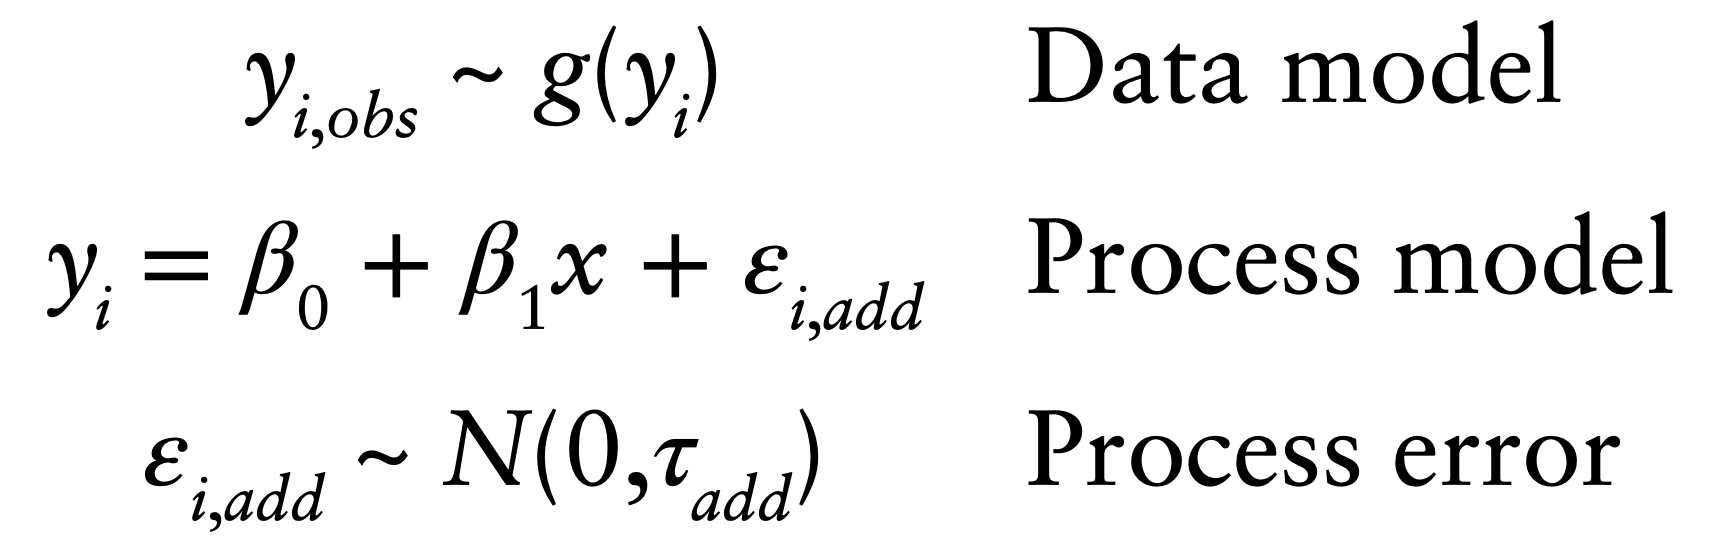 y_{i,obs} ~ g(y_i) Data model
y_i = β_0 + β_1x + ε_{i,add} Process model
ε_{i,add} ~ N(0,τ_{add}) Process error